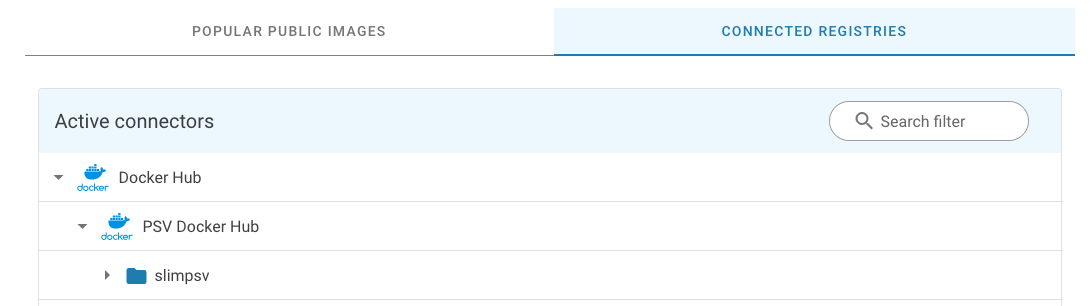 POPULAR PUBLIC IMAGES
CONNECTED REGISTRIES
Active connectors
Search filter
docker
Docker Hub
docker
PSV Docker Hub
slimpsv